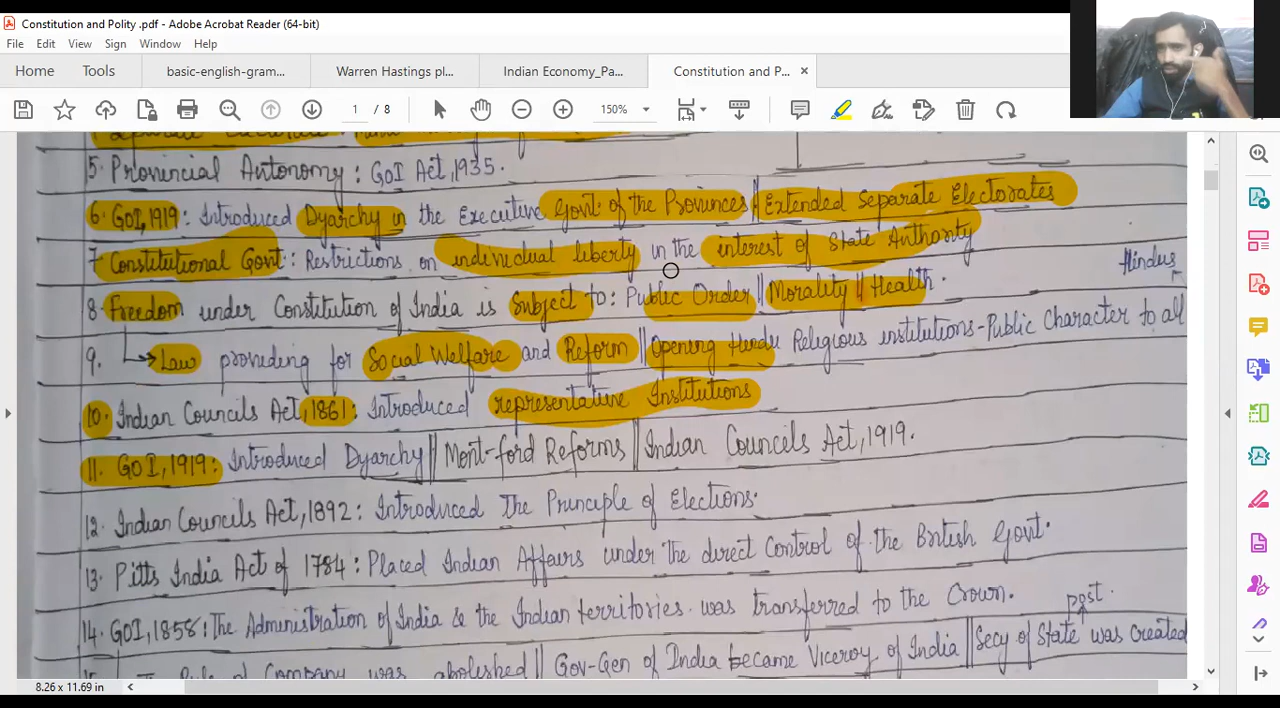 Constitution and Polity .pdf - Adobe Acrobat Reader (64-bit)
File Edit View Sign Window Help
Home Tools basic-english-gram... Warren Hastings pl... Indian Economy_Pa... Constitution and P... ×
1 / 8 150%
5. Provincial Autonomy: GoI Act, 1935.
6. GoI, 1919: Introduced Dyarchy in the Executive Govt. of the Provinces || Extended Separate Electorates
7. Constitutional Govt: Restrictions on individual liberty in the interest of State Authority
Hindus
8. Freedom under Constitution of India is Subject to: Public Order || Morality || Health.
9. Law providing for Social Welfare and Reform || Opening Hindu Religious institutions - Public Character to all
10. Indian Councils Act, 1861: Introduced representative Institutions
11. GoI, 1919: Introduced Dyarchy || Mont-ford Reforms || Indian Councils Act, 1919.
12. Indian Councils Act, 1892: Introduced the Principle of Elections.
13. Pitts India Act of 1784: Placed Indian Affairs under the direct Control of the British Govt.
14. GoI, 1858: The Administration of India & the Indian territories was transferred to the Crown.
post.
Rule of Company was abolished || Gov-Gen of India became Viceroy of India || Secy of State was created
8.26 x 11.69 in